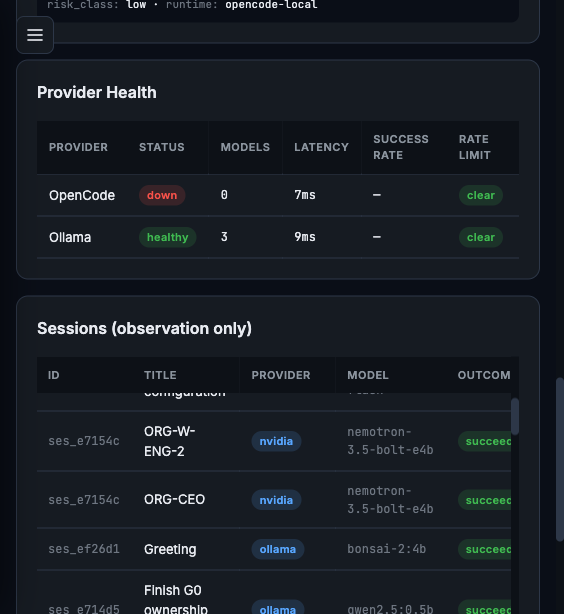 risk_class: low · runtime: opencode-local
Provider Health
PROVIDER STATUS MODELS LATENCY SUCCESS RATE RATE LIMIT
OpenCode down 0 7ms — clear
Ollama healthy 3 9ms — clear
Sessions (observation only)
ID TITLE PROVIDER MODEL OUTCOM
configuration
ses_e7154c ORG-W-ENG-2 nvidia nemotron-3.5-bolt-e4b succeed
ses_e7154c ORG-CEO nvidia nemotron-3.5-bolt-e4b succeed
ses_ef26d1 Greeting ollama bonsai-2:4b succeed
ses_e714d5 Finish G0 ownership ollama qwen2.5:0.5b succeed